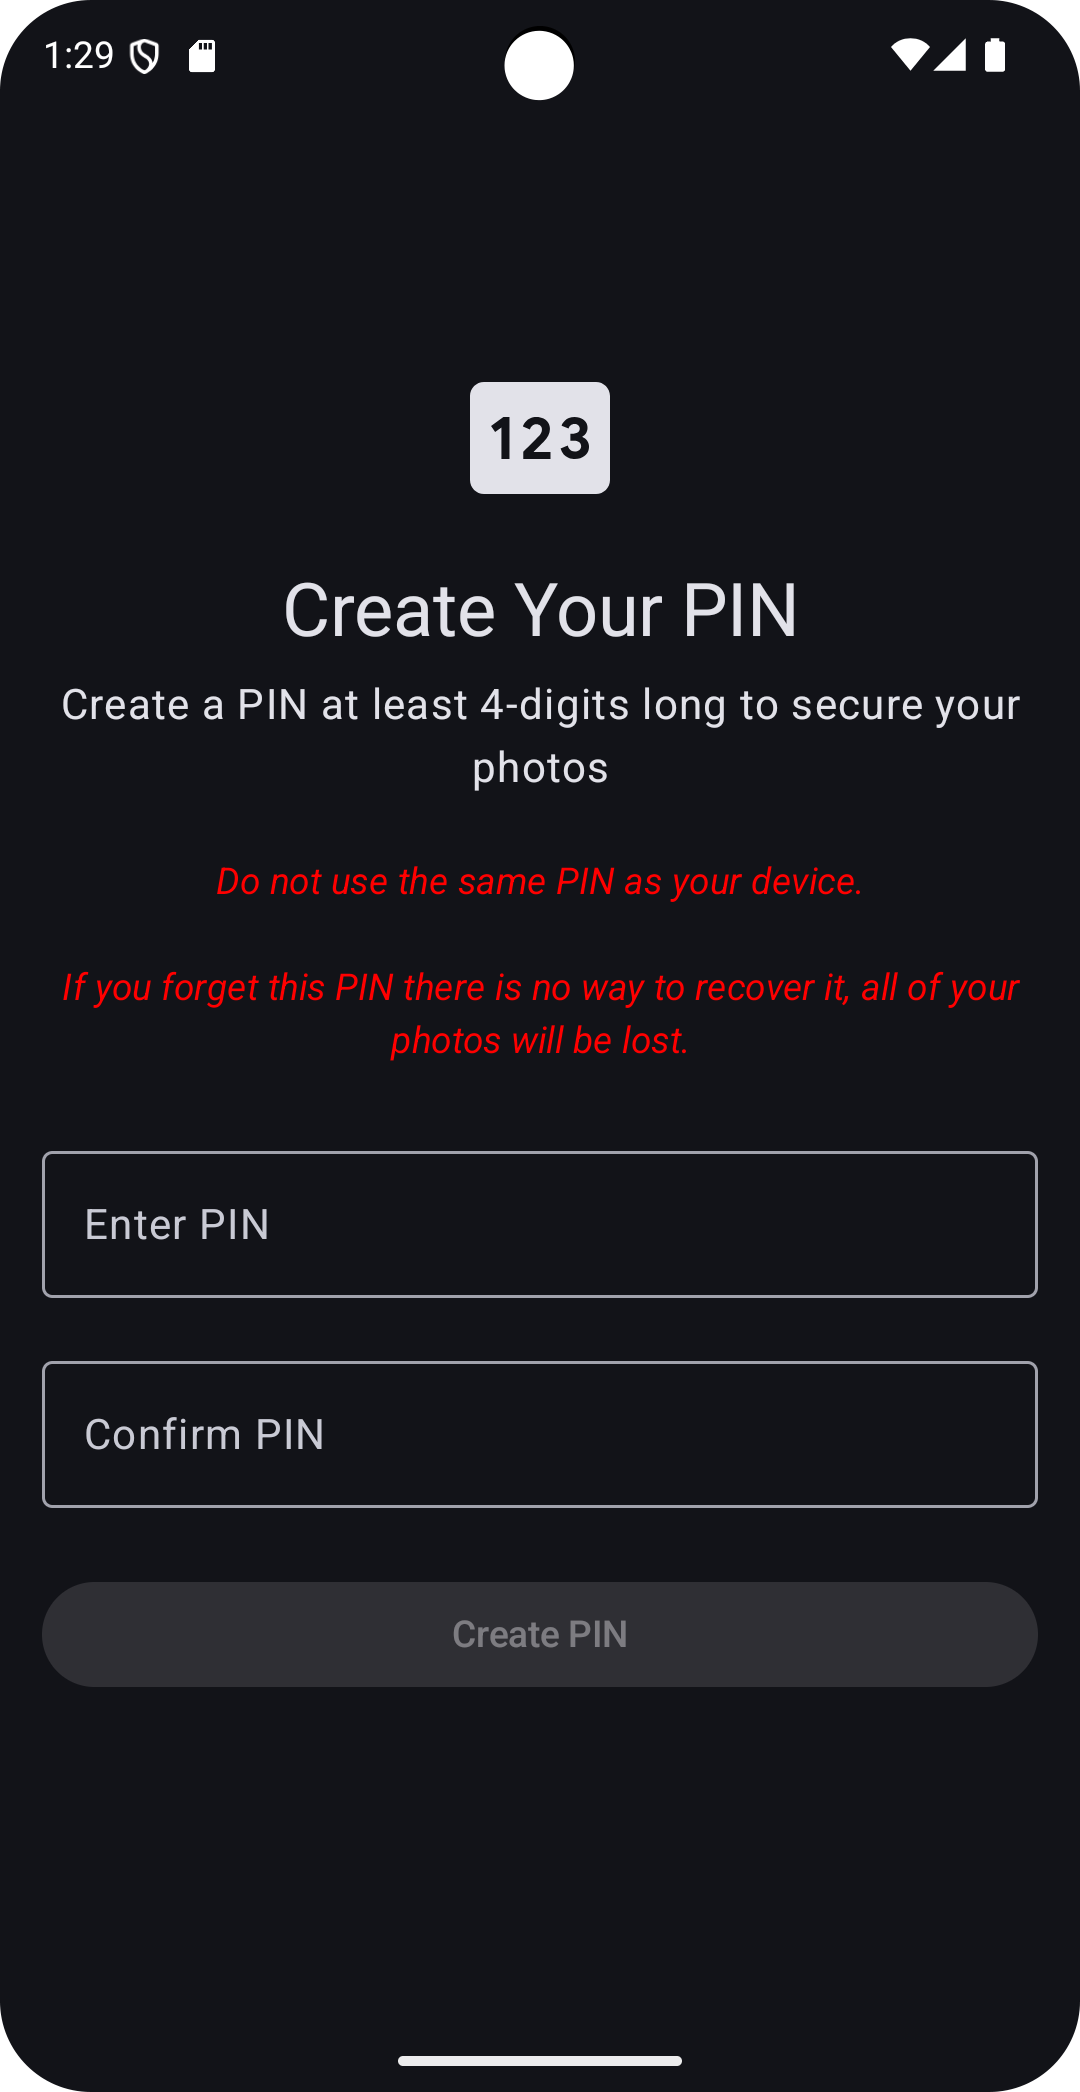 1:29
123
Create Your PIN
Create a PIN at least 4-digits long to secure your
photos
Do not use the same PIN as your device.
If you forget this PIN there is no way to recover it, all of your
photos will be lost.
Enter PIN
Confirm PIN
Create PIN